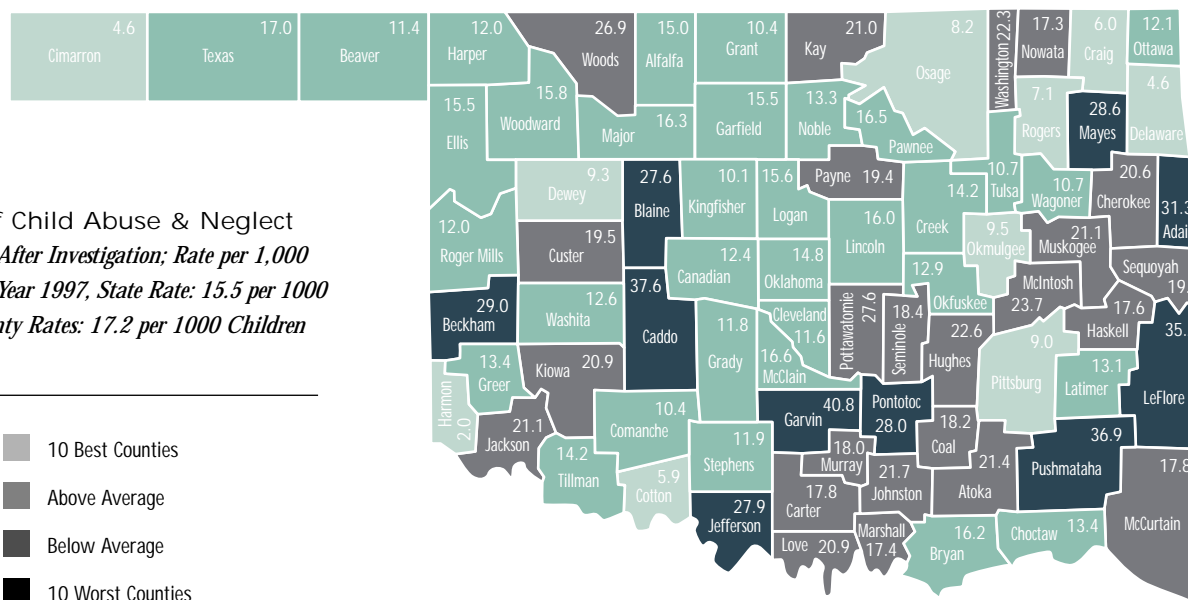 4.6 17.0 11.4 12.0 26.9 15.0 10.4 21.0 8.2 22.3 17.3 6.0 12.1
Cimarron Texas Beaver Harper Woods Alfalfa Grant Kay Osage Washington Nowata Craig Ottawa
15.5 15.8 16.3 15.5 13.3 16.5 7.1 28.6 4.6
Ellis Woodward Major Garfield Noble Pawnee Rogers Mayes Delaware
9.3 27.6 10.1 15.6 19.4 14.2 10.7 10.7 20.6
Dewey Blaine Kingfisher Logan Payne Creek Tulsa Wagoner Cherokee Adair
12.0 19.5 12.4 14.8 16.0 9.5 21.1
Roger Mills Custer Canadian Oklahoma Lincoln Okmulgee Muskogee Sequoyah
Child Abuse & Neglect
After Investigation; Rate per 1,000
Year 1997, State Rate: 15.5 per 1000
Rates: 17.2 per 1000 Children
29.0 12.6 37.6 11.8 11.6 27.6 18.4 12.9 23.7 17.6
Beckham Washita Caddo Grady Cleveland Pottawatomie Seminole Okfuskee McIntosh Haskell
13.4 20.9 16.6 22.6 9.0 13.1
Greer Kiowa McClain Hughes Pittsburg Latimer LeFlore
2.0 21.1 10.4 40.8 28.0 18.2 36.9
Harmon Jackson Comanche Garvin Pontotoc Coal Pushmataha
14.2 5.9 11.9 18.0 21.7 21.4 17.8
Tillman Cotton Stephens Murray Johnston Atoka McCurtain
27.9 17.8 20.9 17.4 16.2 13.4
Jefferson Carter Love Marshall Bryan Choctaw
10 Best Counties
Above Average
Below Average
10 Worst Counties